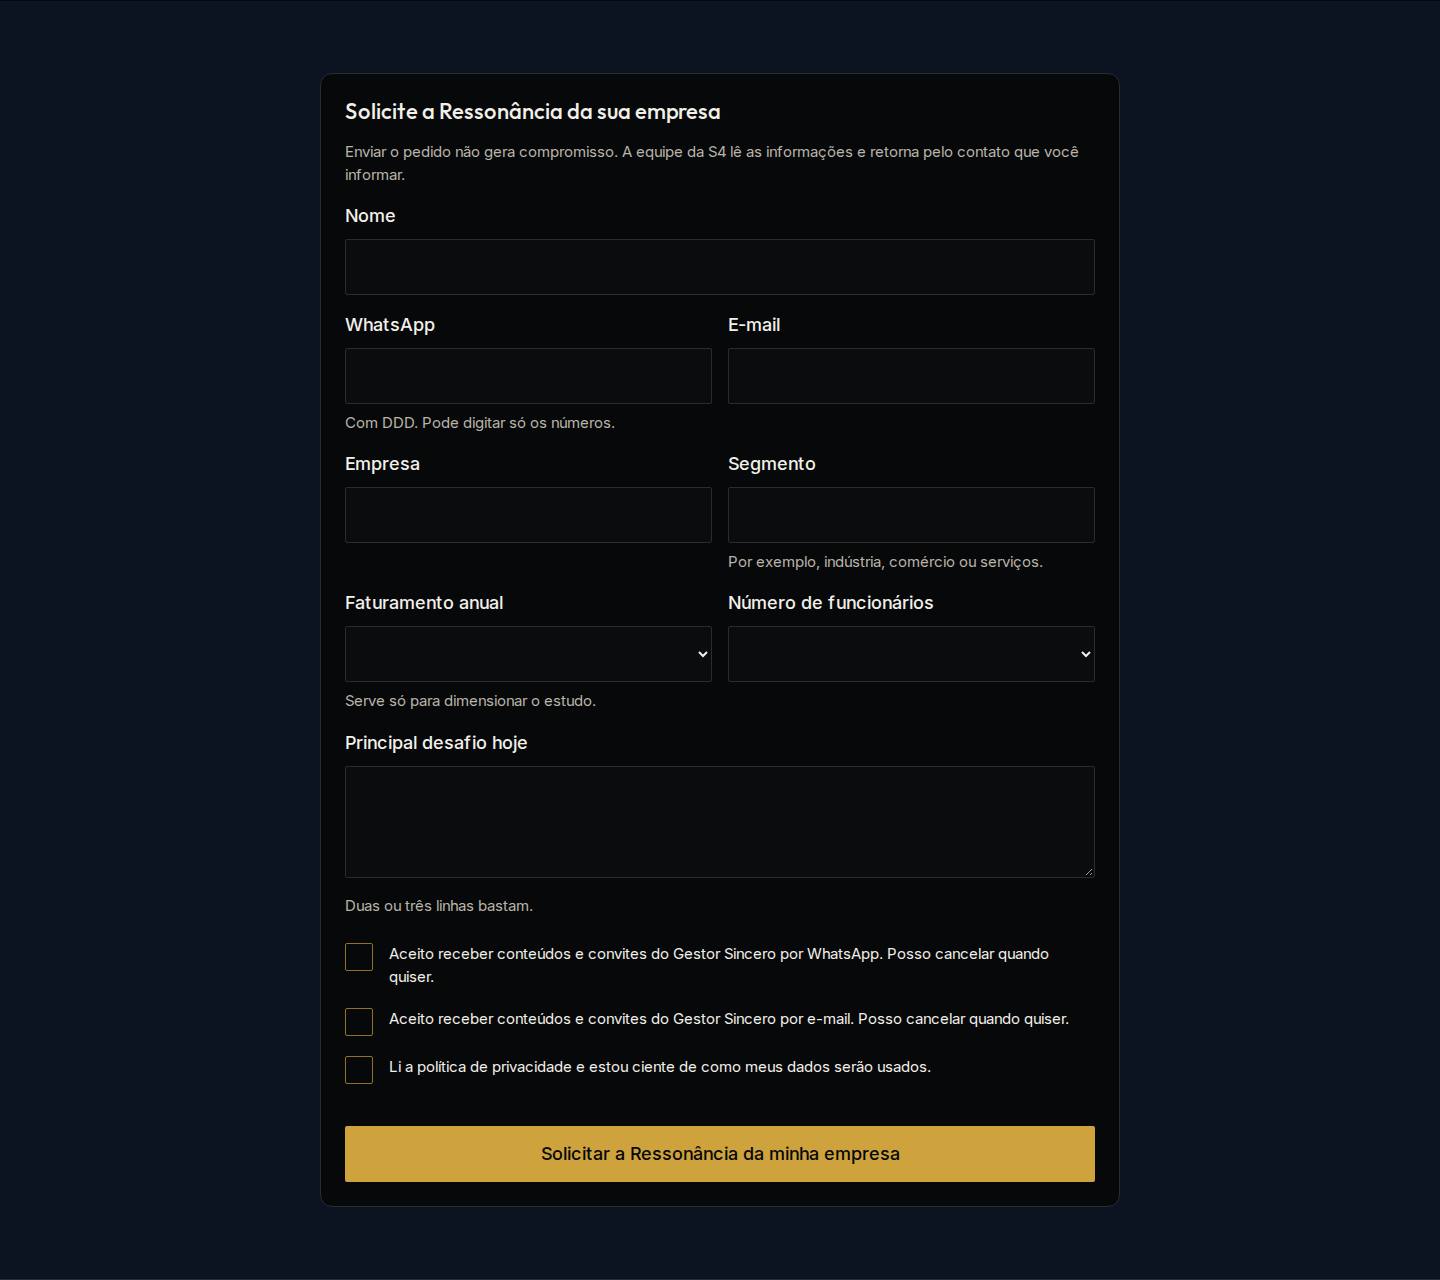 Solicite a Ressonância da sua empresa
Enviar o pedido não gera compromisso. A equipe da S4 lê as informações e retorna pelo contato que você
informar.
Nome
WhatsApp
E-mail
Com DDD. Pode digitar só os números.
Empresa
Segmento
Por exemplo, indústria, comércio ou serviços.
Faturamento anual
Número de funcionários
Serve só para dimensionar o estudo.
Principal desafio hoje
Duas ou três linhas bastam.
Aceito receber conteúdos e convites do Gestor Sincero por WhatsApp. Posso cancelar quando
quiser.
Aceito receber conteúdos e convites do Gestor Sincero por e-mail. Posso cancelar quando quiser.
Li a política de privacidade e estou ciente de como meus dados serão usados.
Solicitar a Ressonância da minha empresa